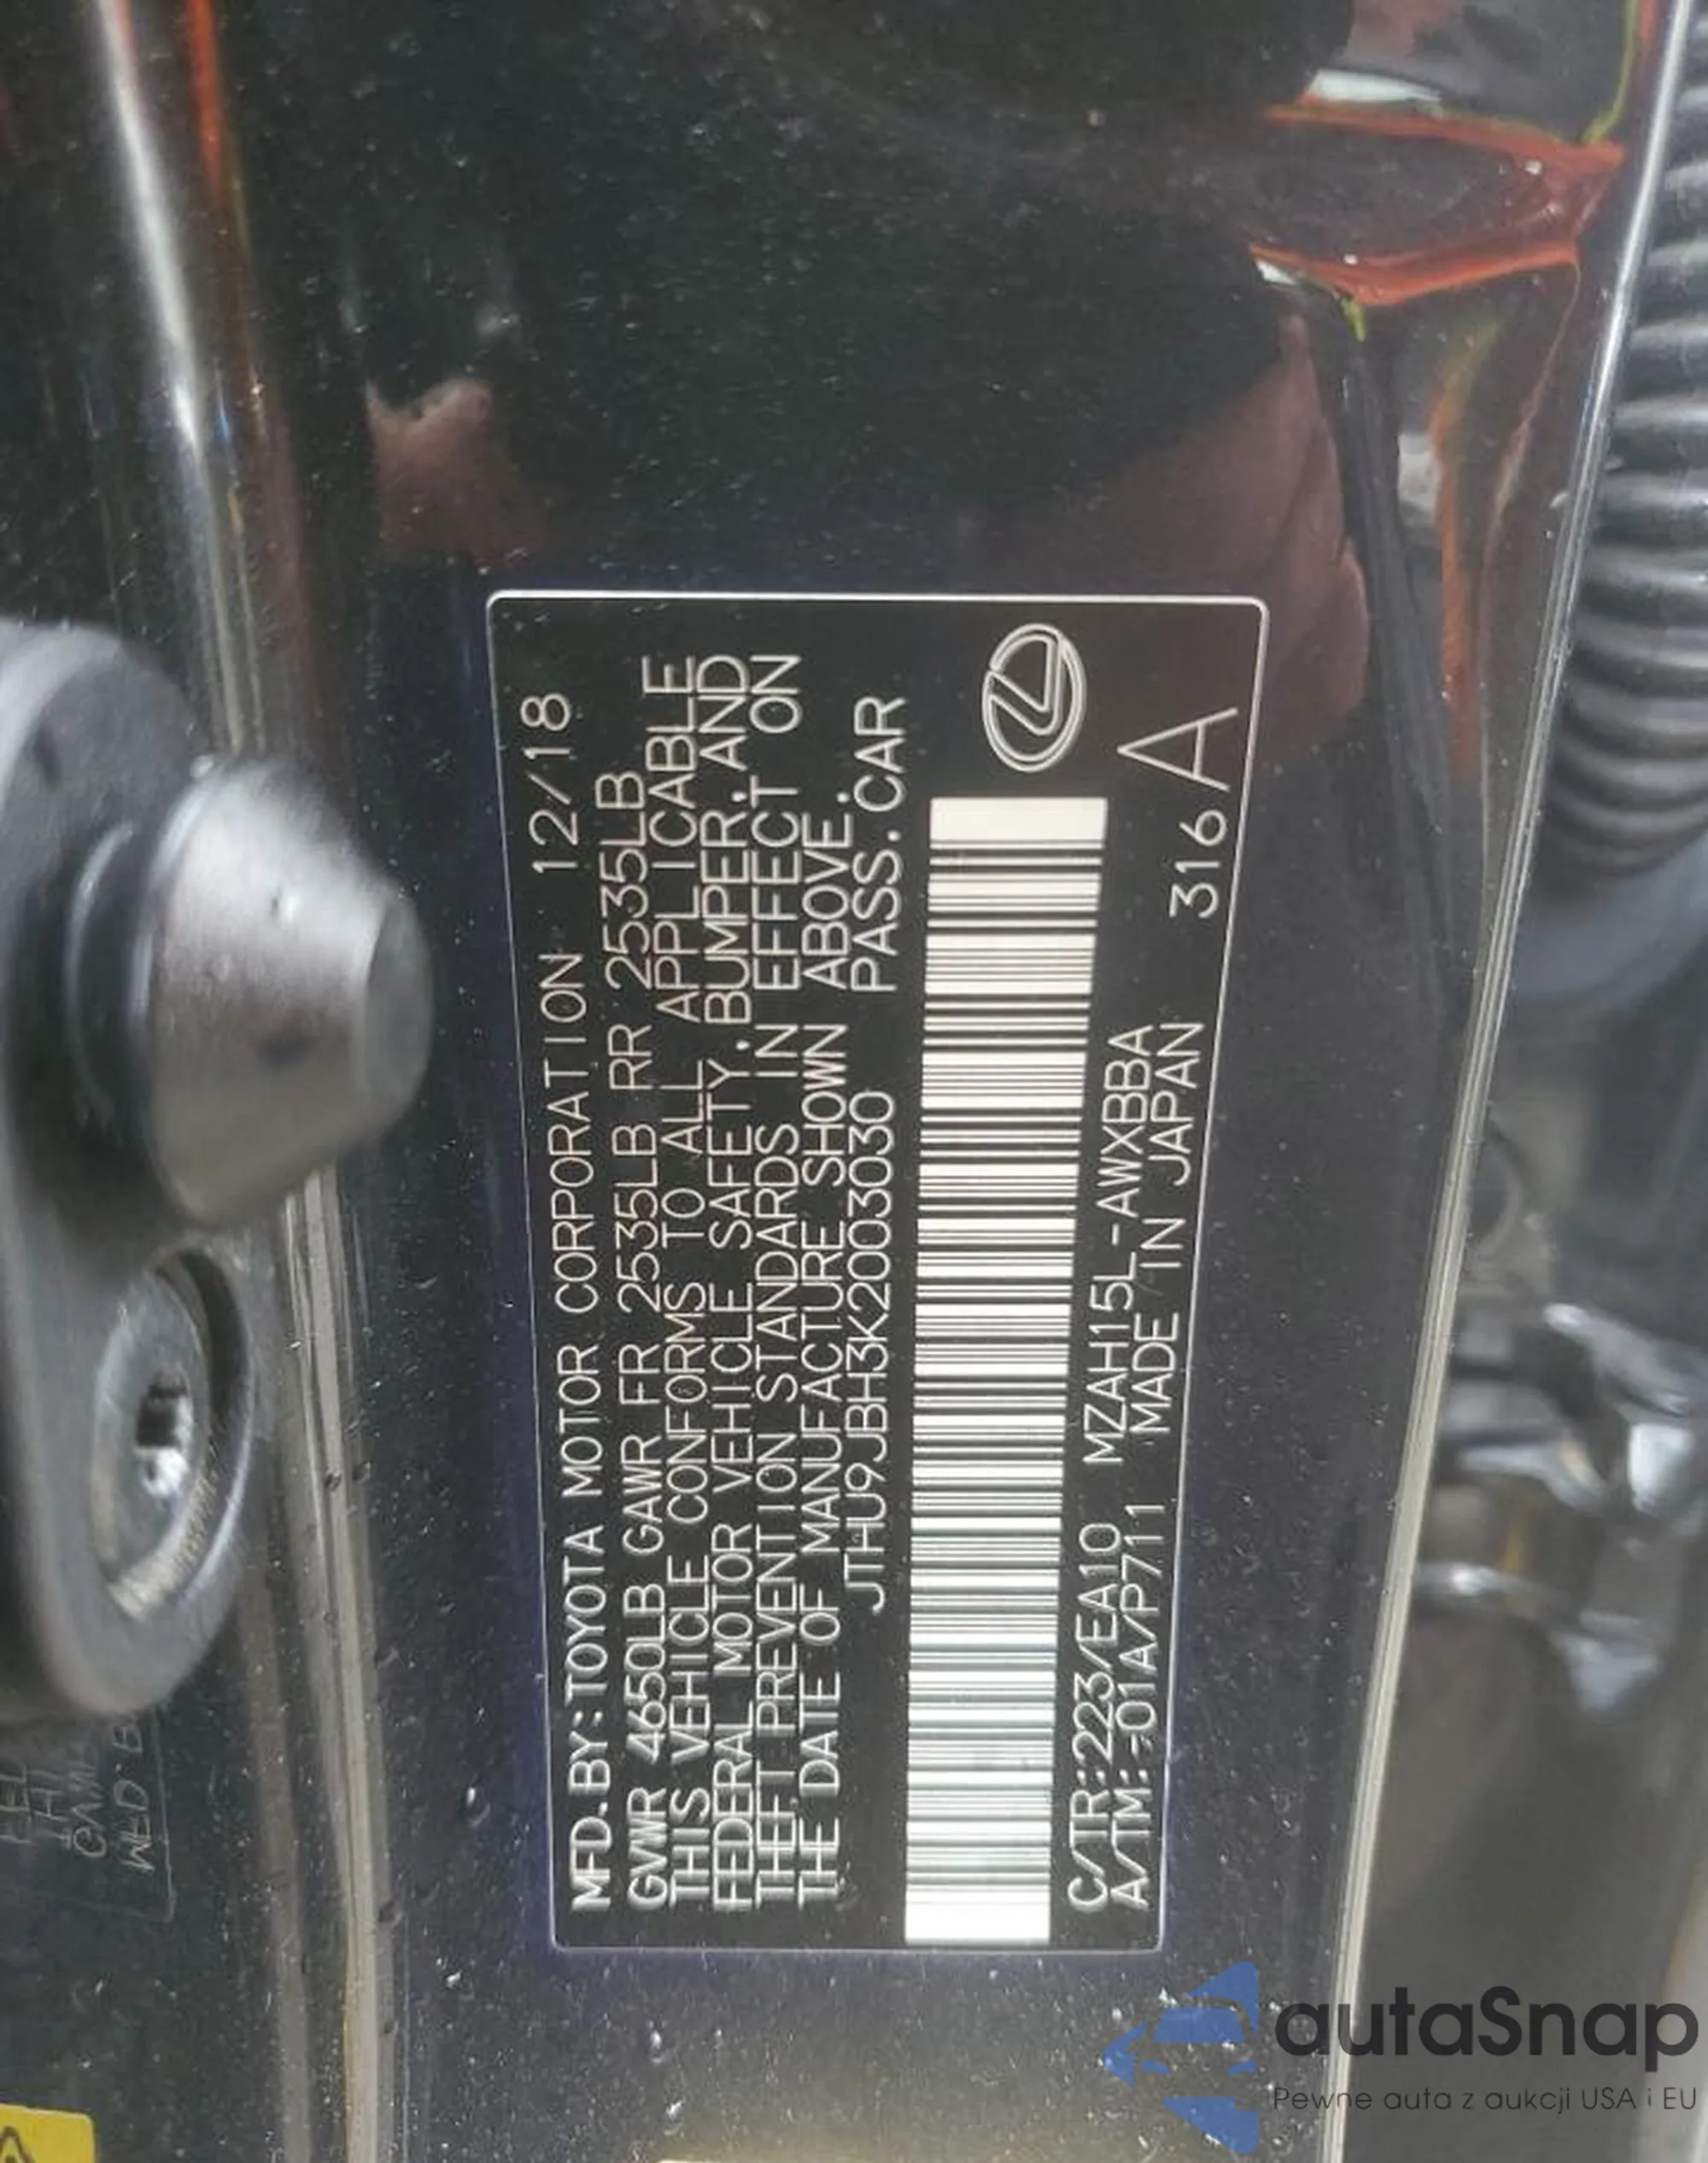 MFD.BY:TOYOTA MOTOR CORPORATION 12/18
GVWR 4650LB GAWR FR 2535LB RR 2535LB
THIS VEHICLE CONFORMS TO ALL APPLICABLE
FEDERAL MOTOR VEHICLE SAFETY,BUMPER,AND
THEFT PREVENTION STANDARDS IN EFFECT ON
THE DATE OF MANUFACTURE SHOWN ABOVE.
JTHU9JBH3K2003030 PASS.CAR
C/TR:223/EA10 MZAH15L-AWXBBA
A/TM:-01A/P711 MADE IN JAPAN 316 A
autaSnap
Pewne auta z aukcji USA i EU